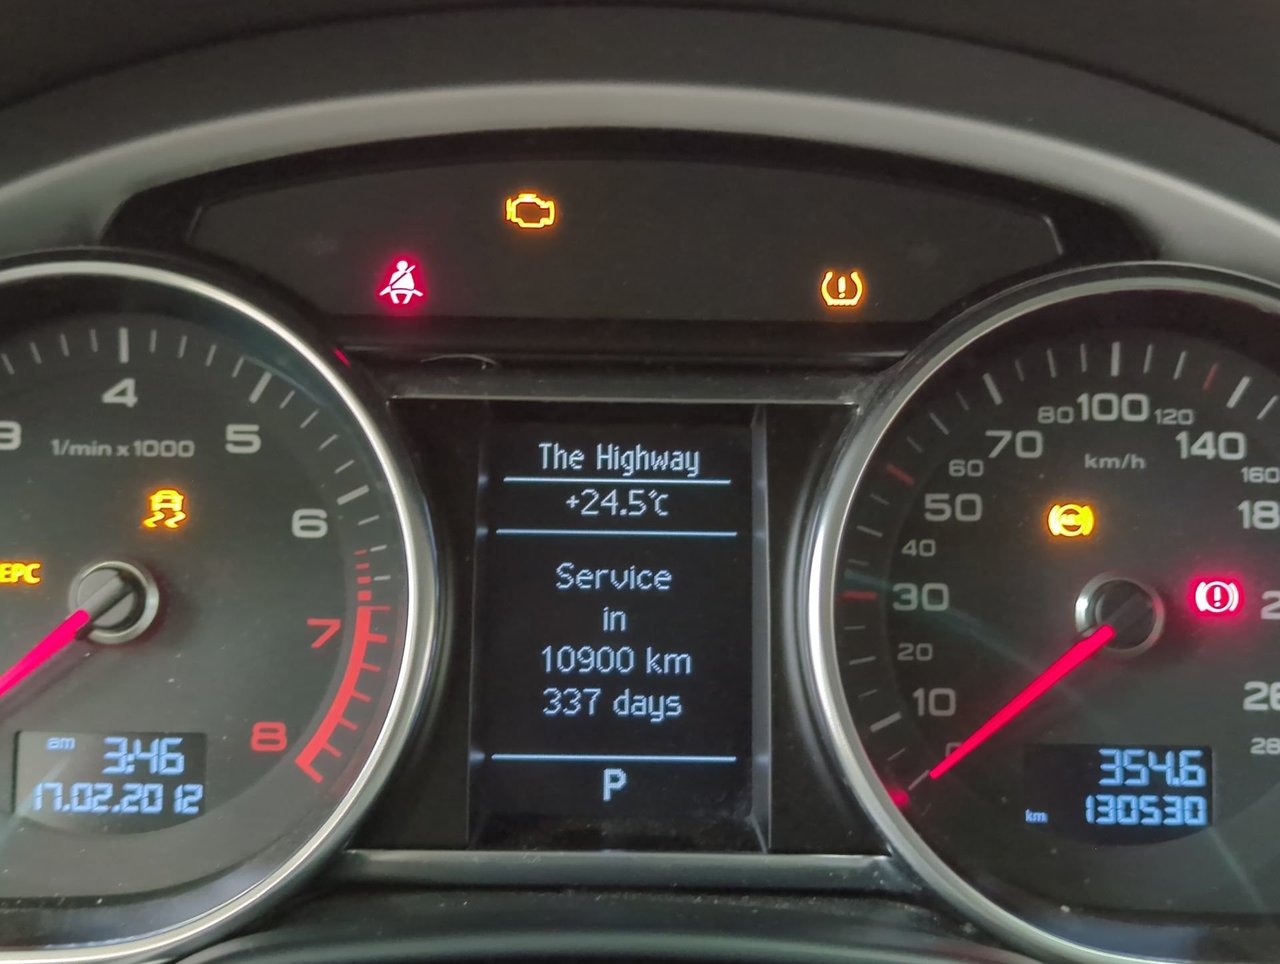 The Highway
+24.5°C
Service
in
10900 km
337 days
P
3
4
5
6
7
8
1/min x 1000
EPC
am 3:46
17.02.2012
0
10
20
30
40
50
60
70
80
100
120
140
160
km/h
ABS
354.6
km 130530